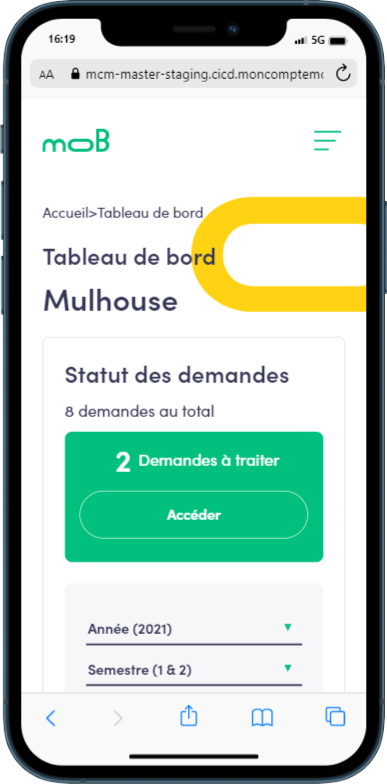 16:19
5G
AA mcm-master-staging.cicd.moncomptemo
moB
Accueil>Tableau de bord
Tableau de bord
Mulhouse
Statut des demandes
8 demandes au total
2 Demandes à traiter
Accéder
Année (2021)
Semestre (1 & 2)